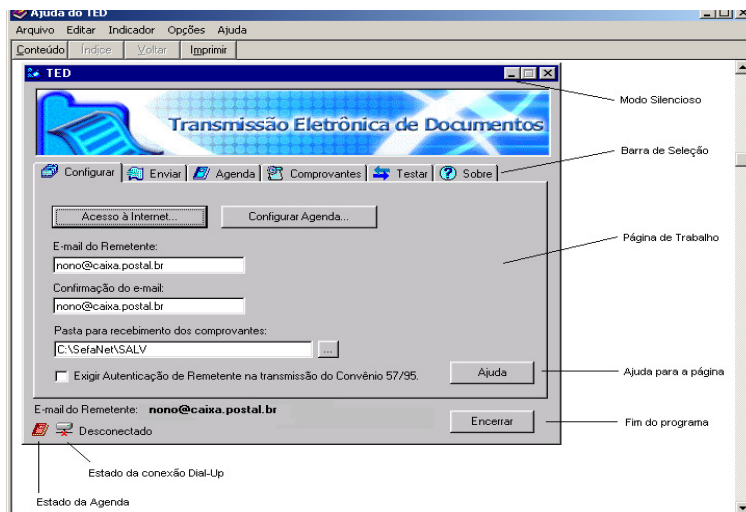 Ajuda do TED
Arquivo Editar Indicador Opções Ajuda
Conteúdo Índice Voltar Imprimir
TED
Modo Silencioso
Transmissão Eletrônica de Documentos
Barra de Seleção
Configurar Enviar Agenda Comprovantes Testar Sobre
Acesso à Internet... Configurar Agenda...
Página de Trabalho
E-mail do Remetente:
nono@caixa.postal.br
Confirmação do e-mail:
nono@caixa.postal.br
Pasta para recebimento dos comprovantes:
C:\SefaNet\SALV ...
Exigir Autenticação de Remetente na transmissão do Convênio 57/95. Ajuda
Ajuda para a página
E-mail do Remetente: nono@caixa.postal.br
Encerrar
Fim do programa
Desconectado
Estado da conexão Dial-Up
Estado da Agenda